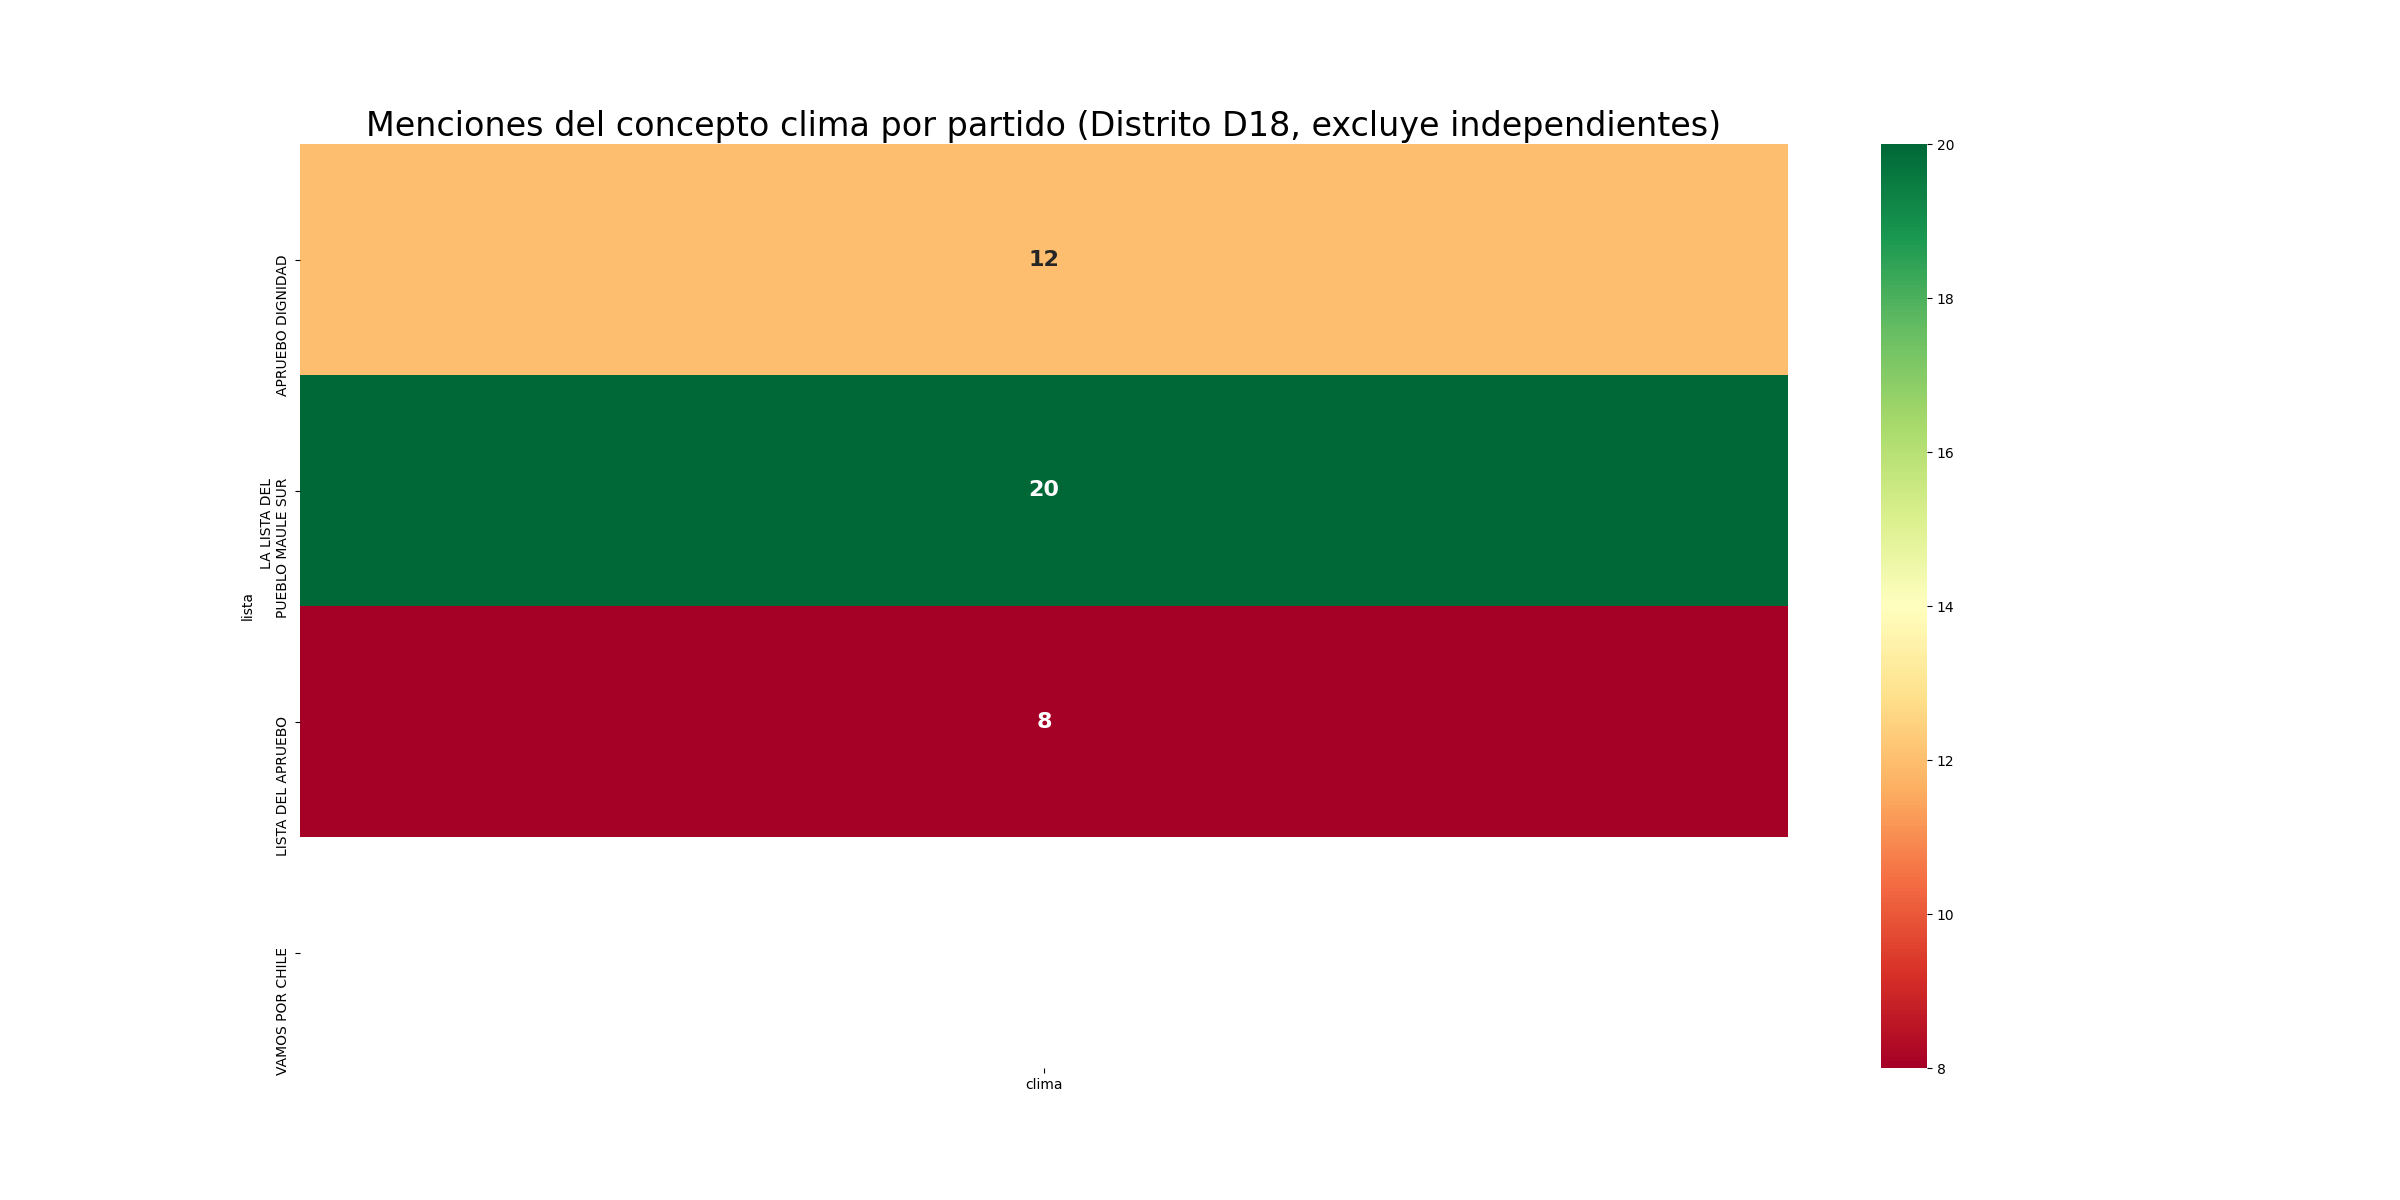 Menciones del concepto clima por partido (Distrito D18, excluye independientes)
lista
APRUEBO DIGNIDAD
LA LISTA DEL
PUEBLO MAULE SUR
LISTA DEL APRUEBO
VAMOS POR CHILE
12
20
8
clima
20
18
16
14
12
10
8